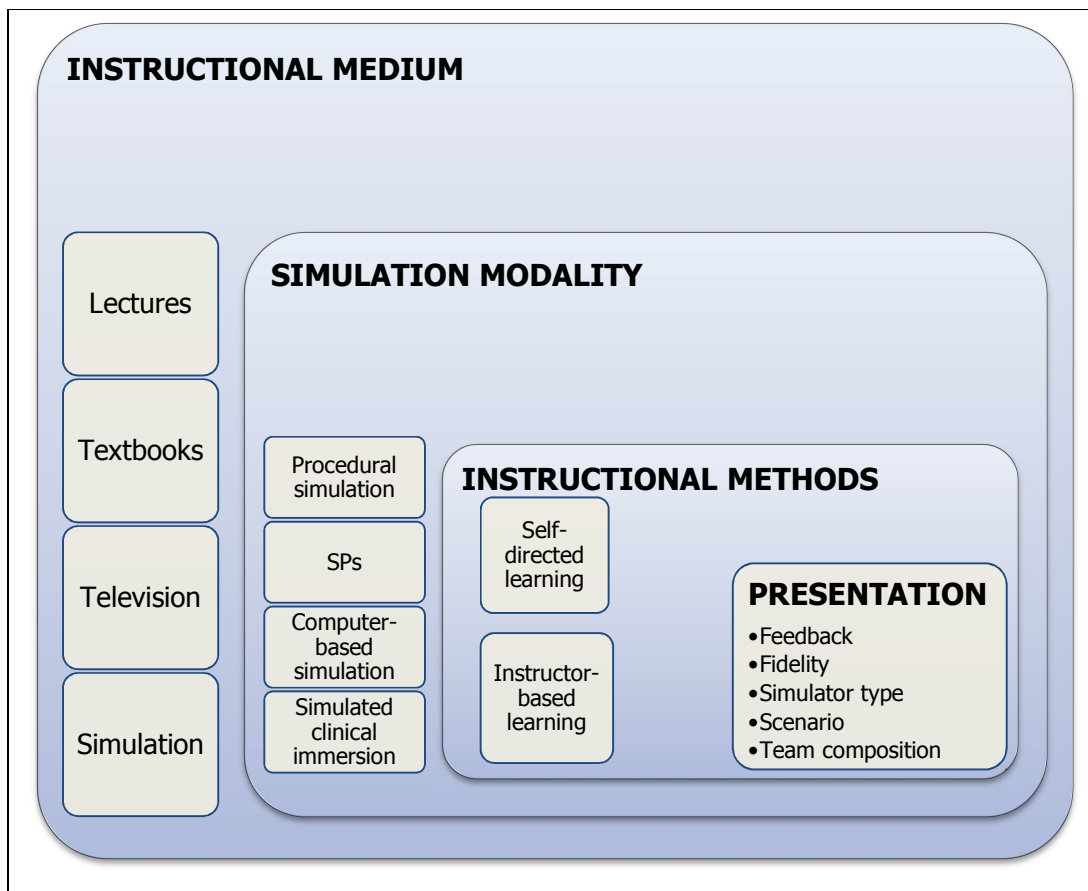 INSTRUCTIONAL MEDIUM
Lectures
Textbooks
Television
Simulation
SIMULATION MODALITY
Procedural
simulation
SPs
Computer-
based
simulation
Simulated
clinical
immersion
INSTRUCTIONAL METHODS
Self-
directed
learning
Instructor-
based
learning
PRESENTATION
•Feedback
•Fidelity
•Simulator type
•Scenario
•Team composition